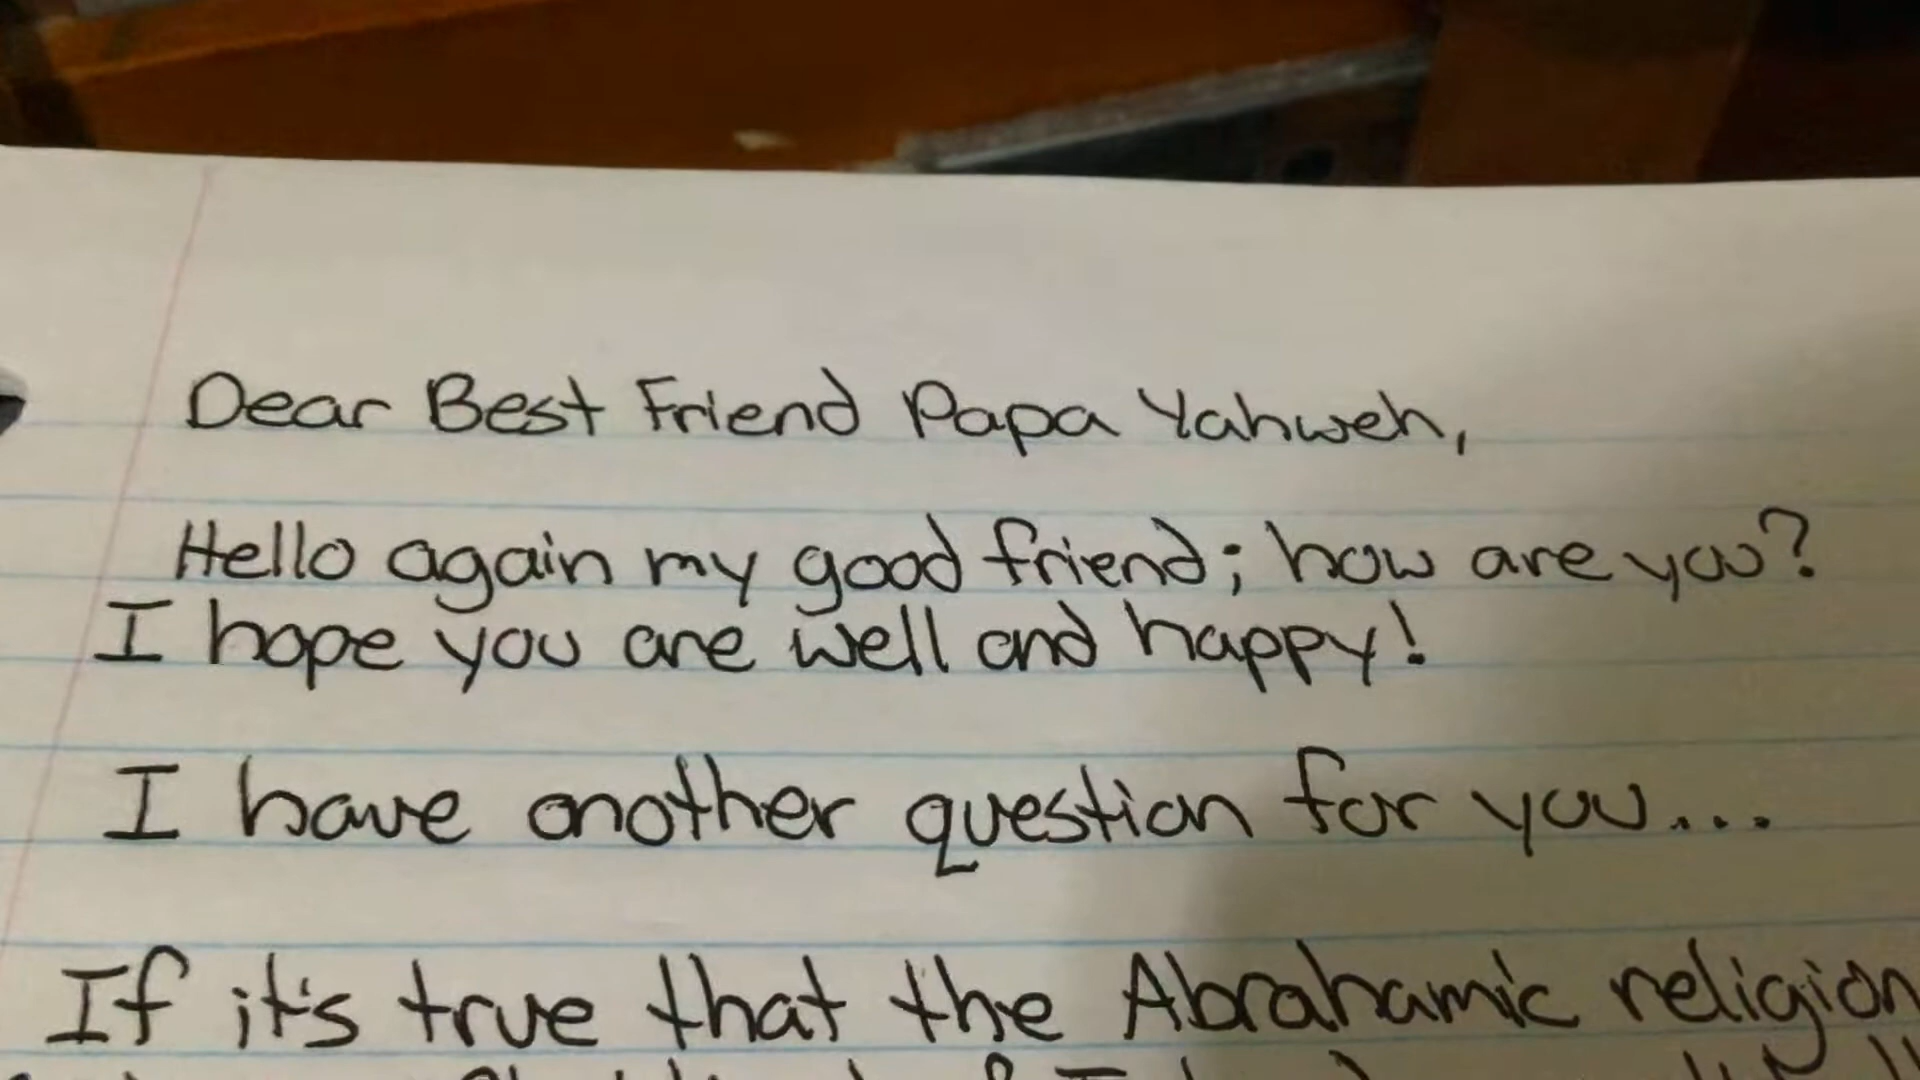 Dear Best Friend Papa Yahweh,
Hello again my good friend; how are you?
I hope you are well and happy!
I have another question for you...
If it's true that the Abrahamic religion